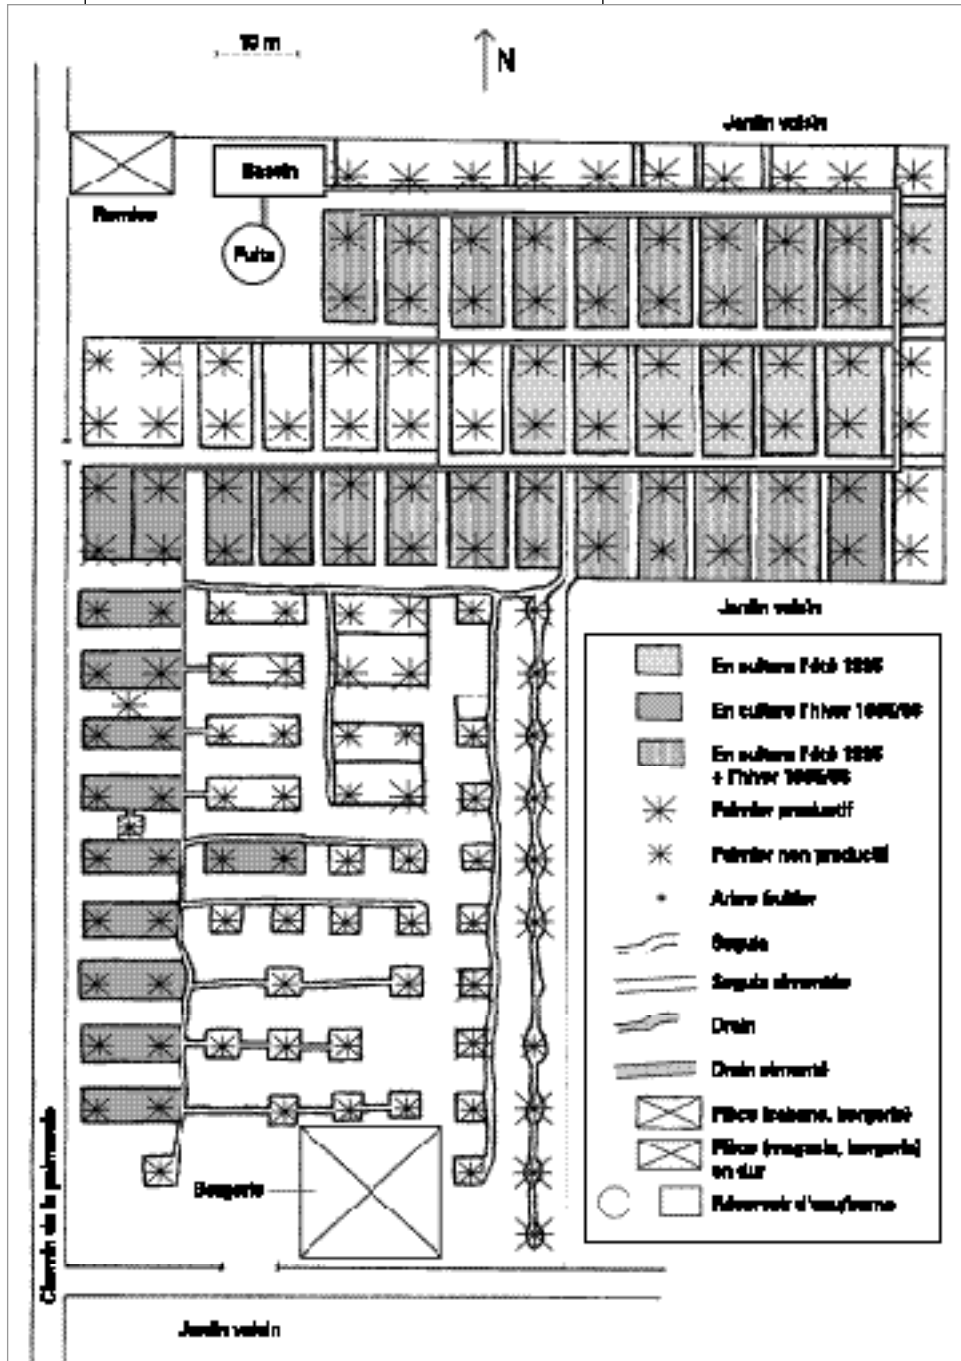 10 m
N
Jardin voisin
Bassin
Remise
Puits
Jardin voisin
En culture l'été 1995
En culture l'hiver 1995/96
En culture l'été 1995
+ l'hiver 1995/96
Palmier productif
Palmier non productif
Arbre fruitier
Seguia
Seguia cimentée
Drain
Drain cimenté
Pièce (cabane, bergerie)
Pièce (magasin, bergerie)
en dur
Réservoir d'eau/
Bergerie
Chemin de la palmeraie
Jardin voisin